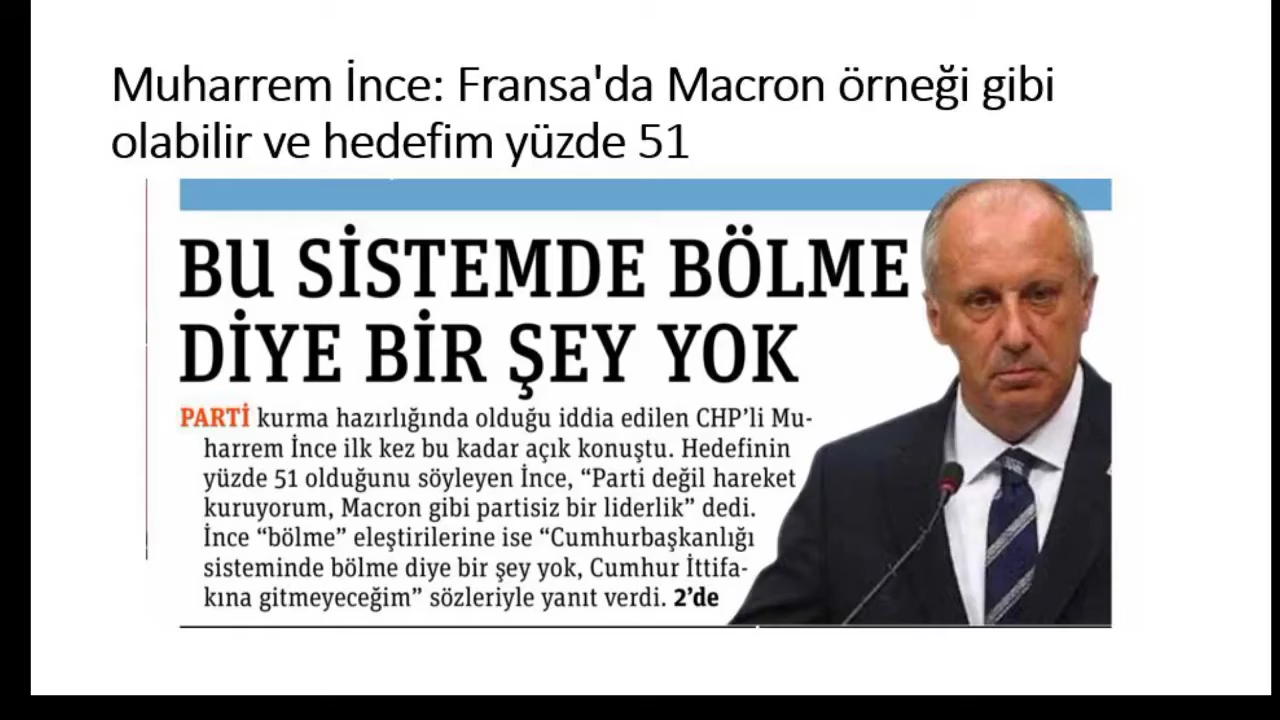 Muharrem İnce: Fransa'da Macron örneği gibi
olabilir ve hedefim yüzde 51
BU SİSTEMDE BÖLME
DİYE BİR ŞEY YOK
PARTİ kurma hazırlığında olduğu iddia edilen CHP’li Mu-
harrem İnce ilk kez bu kadar açık konuştu. Hedefinin
yüzde 51 olduğunu söyleyen İnce, “Parti değil hareket
kuruyorum, Macron gibi partisiz bir liderlik” dedi.
İnce “bölme” eleştirilerine ise “Cumhurbaşkanlığı
sisteminde bölme diye bir şey yok, Cumhur İttifa-
kına gitmeyeceğim” sözleriyle yanıt verdi. 2’de